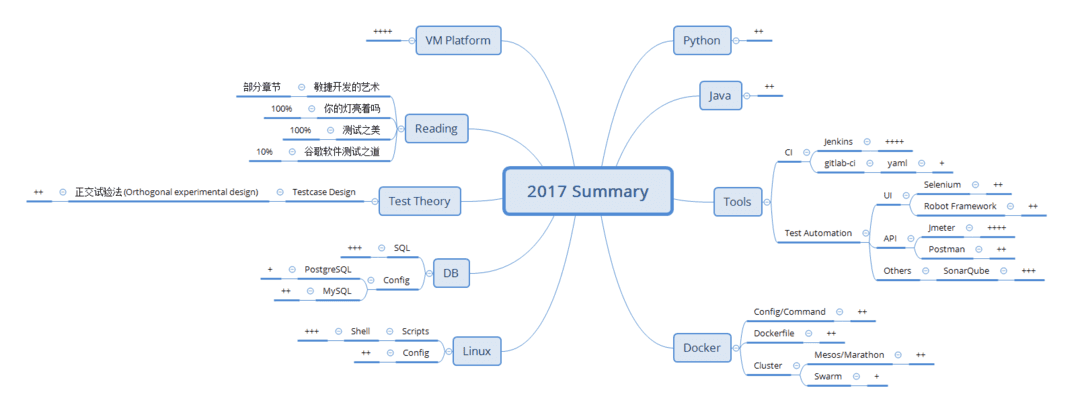 2017 Summary
VM Platform
++++
Reading
敏捷开发的艺术
部分章节
你的灯亮着吗
100%
测试之美
100%
谷歌软件测试之道
10%
Test Theory
Testcase Design
正交试验法(Orthogonal experimental design)
++
DB
SQL
+++
Config
PostgreSQL
+
MySQL
++
Linux
Scripts
Shell
+++
Config
++
Python
++
Java
++
Tools
CI
Jenkins
++++
gitlab-ci
yaml
+
Test Automation
UI
Selenium
++
Robot Framework
++
API
Jmeter
++++
Postman
++
Others
SonarQube
+++
Docker
Config/Command
++
Dockerfile
++
Cluster
Mesos/Marathon
++
Swarm
+